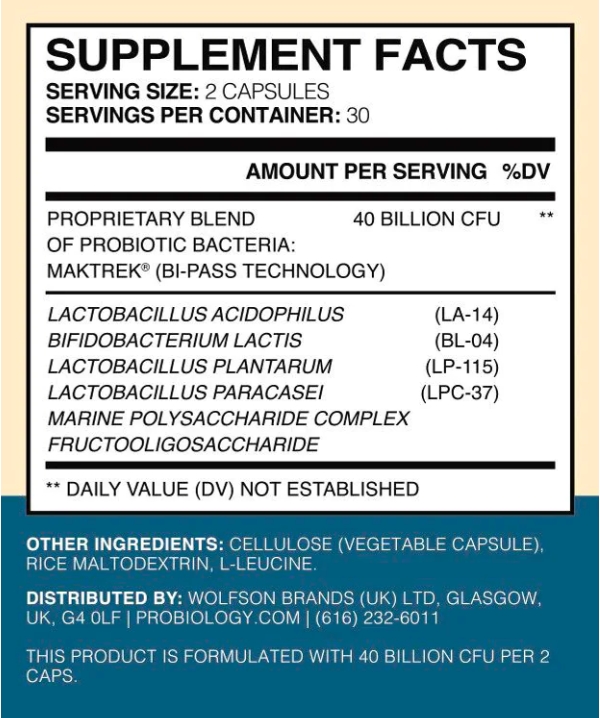 SUPPLEMENT FACTS
SERVING SIZE: 2 CAPSULES
SERVINGS PER CONTAINER: 30
AMOUNT PER SERVING %DV
PROPRIETARY BLEND 40 BILLION CFU **
OF PROBIOTIC BACTERIA:
MAKTREK® (BI-PASS TECHNOLOGY)
LACTOBACILLUS ACIDOPHILUS (LA-14)
BIFIDOBACTERIUM LACTIS (BL-04)
LACTOBACILLUS PLANTARUM (LP-115)
LACTOBACILLUS PARACASEI (LPC-37)
MARINE POLYSACCHARIDE COMPLEX
FRUCTOOLIGOSACCHARIDE
** DAILY VALUE (DV) NOT ESTABLISHED
OTHER INGREDIENTS: CELLULOSE (VEGETABLE CAPSULE),
RICE MALTODEXTRIN, L-LEUCINE.
DISTRIBUTED BY: WOLFSON BRANDS (UK) LTD, GLASGOW,
UK, G4 0LF | PROBIOLOGY.COM | (616) 232-6011
THIS PRODUCT IS FORMULATED WITH 40 BILLION CFU PER 2
CAPS.